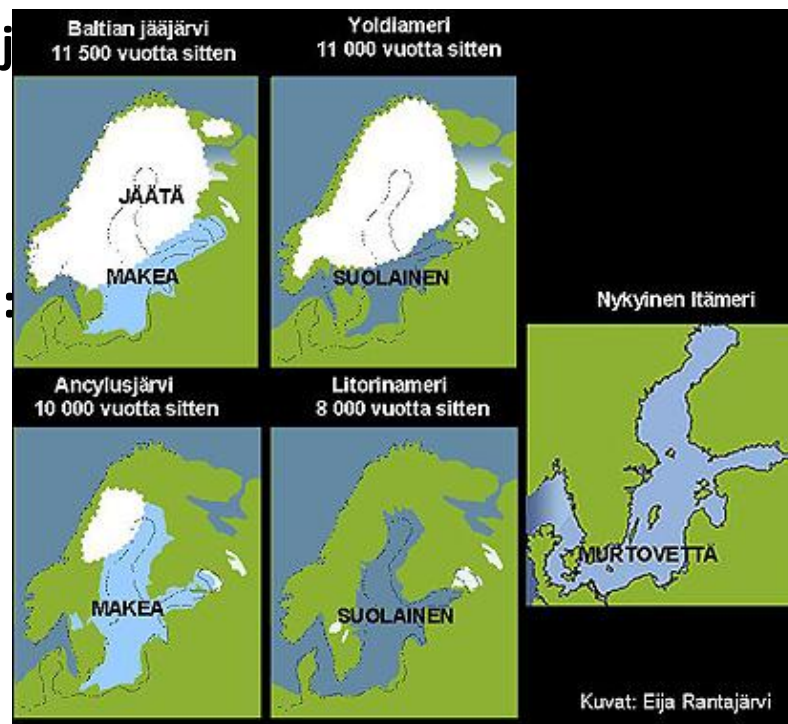 j
:
Baltian jääjärvi
11 500 vuotta sitten
JÄÄTÄ
MAKEA
Yoldiameri
11 000 vuotta sitten
SUOLAINEN
Ancylusjärvi
10 000 vuotta sitten
MAKEA
Litorinameri
8 000 vuotta sitten
SUOLAINEN
Nykyinen Itämeri
MURTOVETTÄ
Kuvat: Eija Rantajärvi